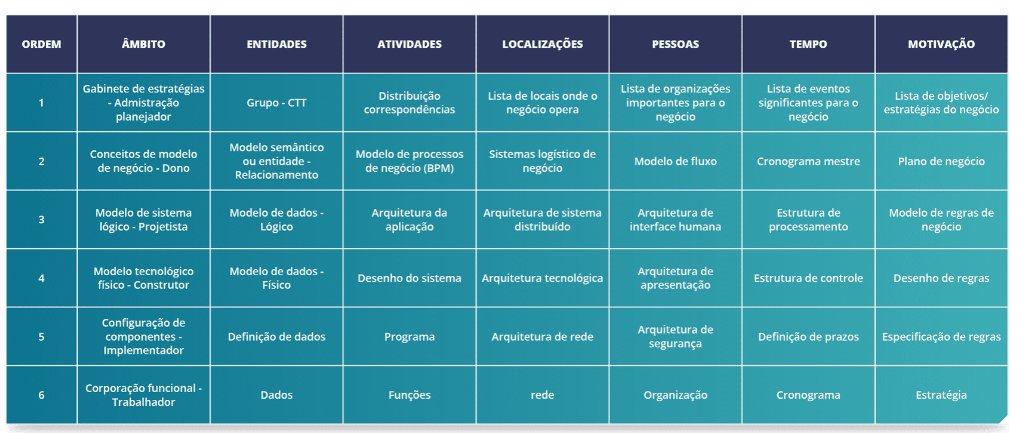 ORDEM ÂMBITO ENTIDADES ATIVIDADES LOCALIZAÇÕES PESSOAS TEMPO MOTIVAÇÃO
1
Gabinete de estratégias
- Admistração
planejador
Grupo - CTT
Distribuição
correspondências
Lista de locais onde o
negócio opera
Lista de organizações
importantes para o
negócio
Lista de eventos
significantes para o
negócio
Lista de objetivos/
estratégias do negócio
2
Conceitos de modelo
de negócio - Dono
Modelo semântico
ou entidade -
Relacionamento
Modelo de processos
de negócio (BPM)
Sistemas logístico de
negócio
Modelo de fluxo
Cronograma mestre
Plano de negócio
3
Modelo de sistema
lógico - Projetista
Modelo de dados -
Lógico
Arquitetura da
aplicação
Arquitetura de sistema
distribuído
Arquitetura de
interface humana
Estrutura de
processamento
Modelo de regras de
negócio
4
Modelo tecnológico
físico - Construtor
Modelo de dados -
Físico
Desenho do sistema
Arquitetura tecnológica
Arquitetura de
apresentação
Estrutura de controle
Desenho de regras
5
Configuração de
componentes -
Implementador
Definição de dados
Programa
Arquitetura de rede
Arquitetura de
segurança
Definição de prazos
Especificação de regras
6
Corporação funcional -
Trabalhador
Dados
Funções
rede
Organização
Cronograma
Estratégia